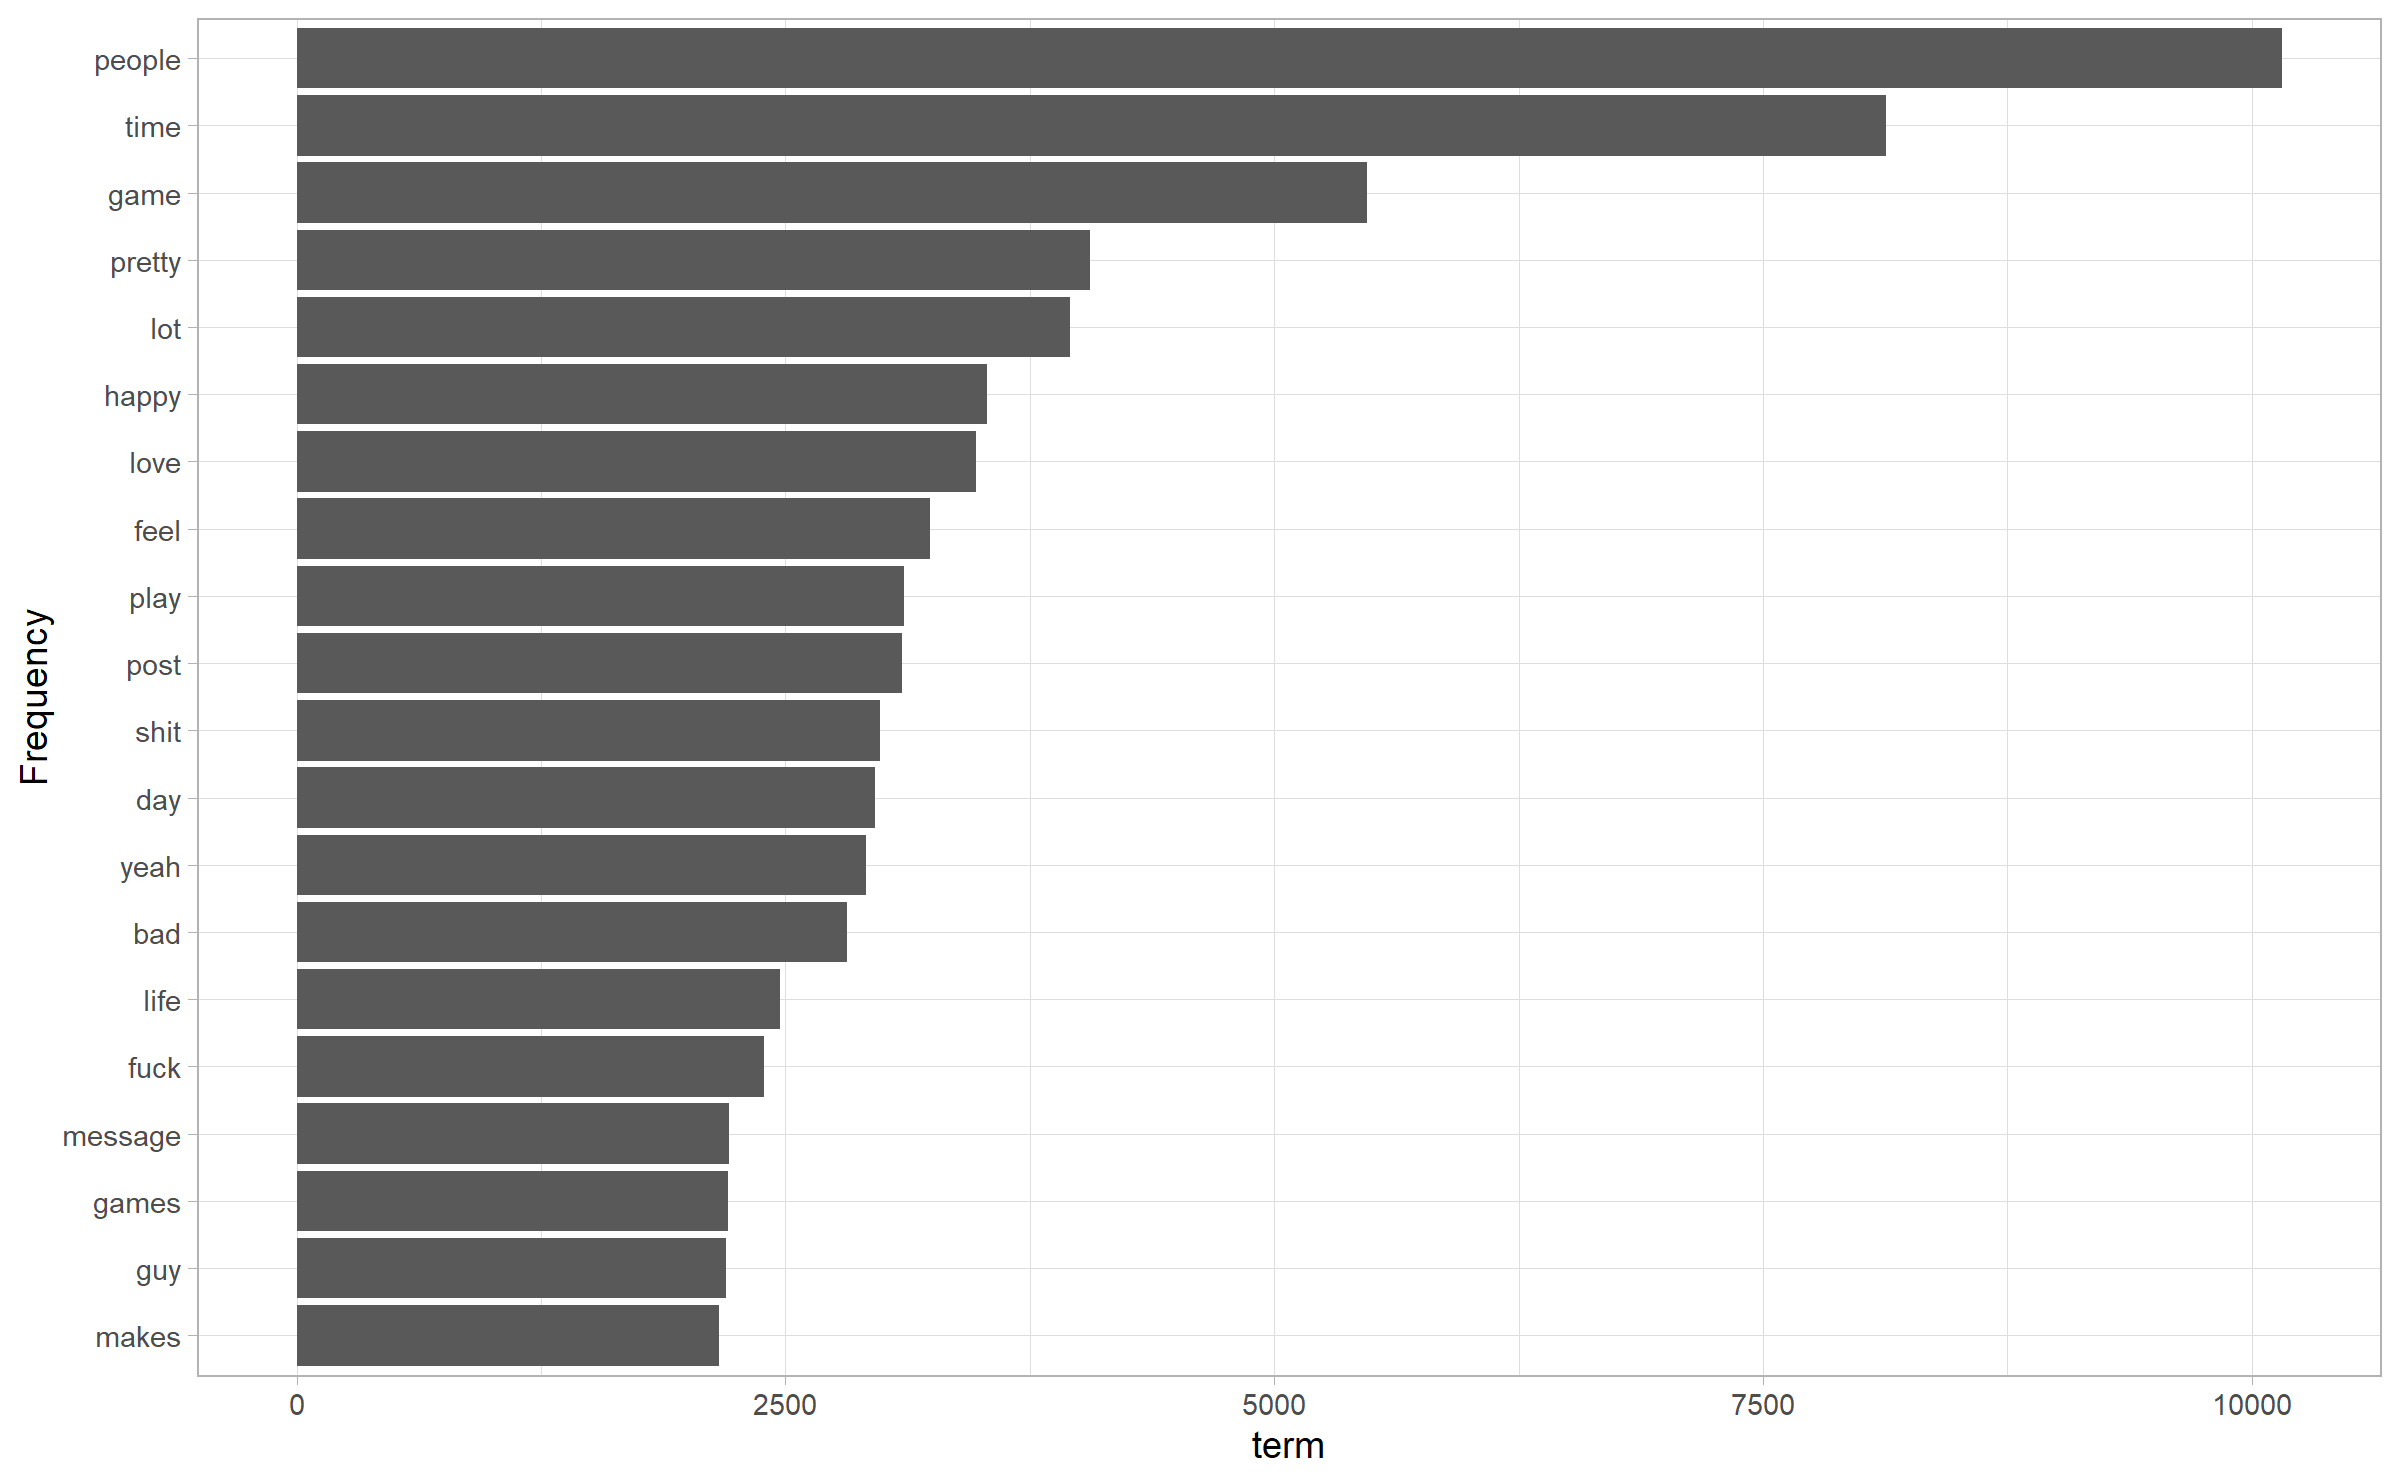 people
time
game
pretty
lot
happy
love
feel
play
post
shit
day
yeah
bad
life
fuck
message
games
guy
makes
Frequency
0 2500 5000 7500 10000
term